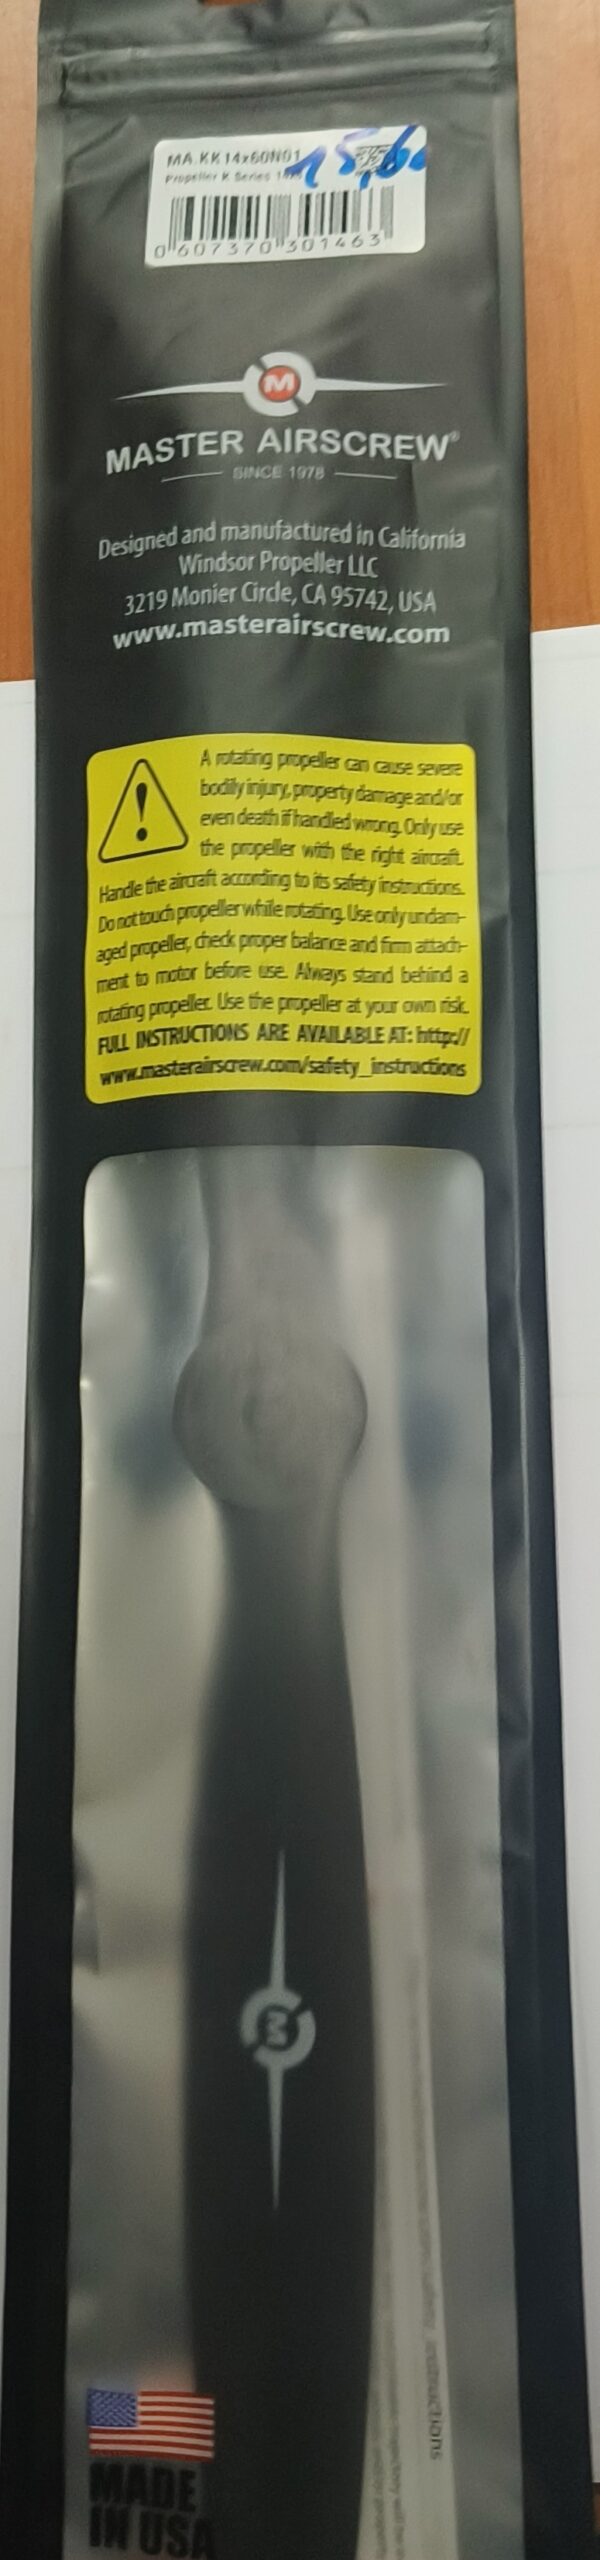 MA.KK14x60N01
Propeller K Series
15,60
0 607370 301463
M
MASTER AIRSCREW®
SINCE 1978
Designed and manufactured in California
Windsor Propeller LLC
3219 Monier Circle, CA 95742, USA
www.masterairscrew.com
A rotating propeller can cause severe
bodily injury, property damage and/or
even death if handled wrong. Only use
the propeller with the right aircraft.
Handle the aircraft according to its safety instructions.
Do not touch propeller while rotating. Use only undam-
aged propeller, check proper balance and firm attach-
ment to motor before use. Always stand behind a
rotating propeller. Use the propeller at your own risk.
FULL INSTRUCTIONS ARE AVAILABLE AT: http://
www.masterairscrew.com/safety_instructions
M
MADE
IN USA